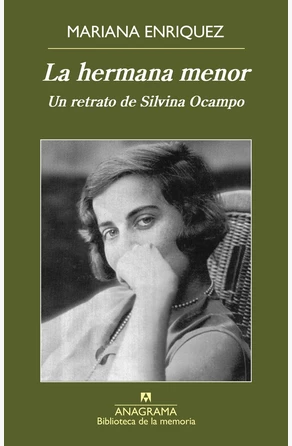 MARIANA ENRIQUEZ
La hermana menor
Un retrato de Silvina Ocampo
ANAGRAMA
Biblioteca de la memoria